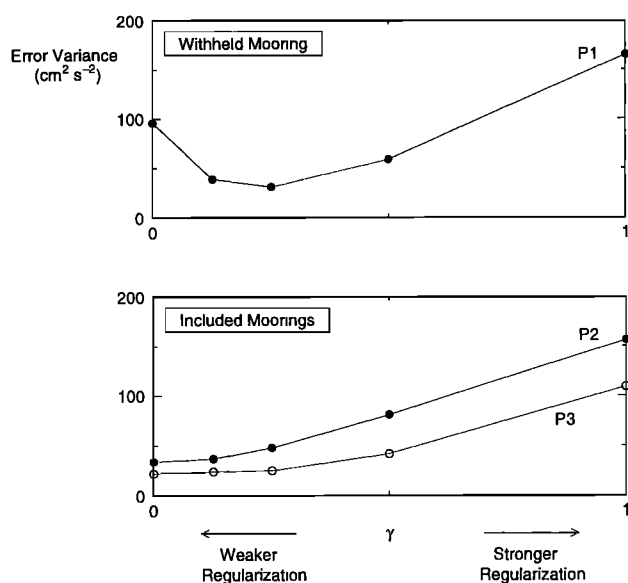 200
Withheld Mooring
Error Variance
(cm² s⁻²)
P1
100
0
0
1
200
Included Moorings
P2
100
P3
0
0
γ
1
Weaker
Regularization
Stronger
Regularization